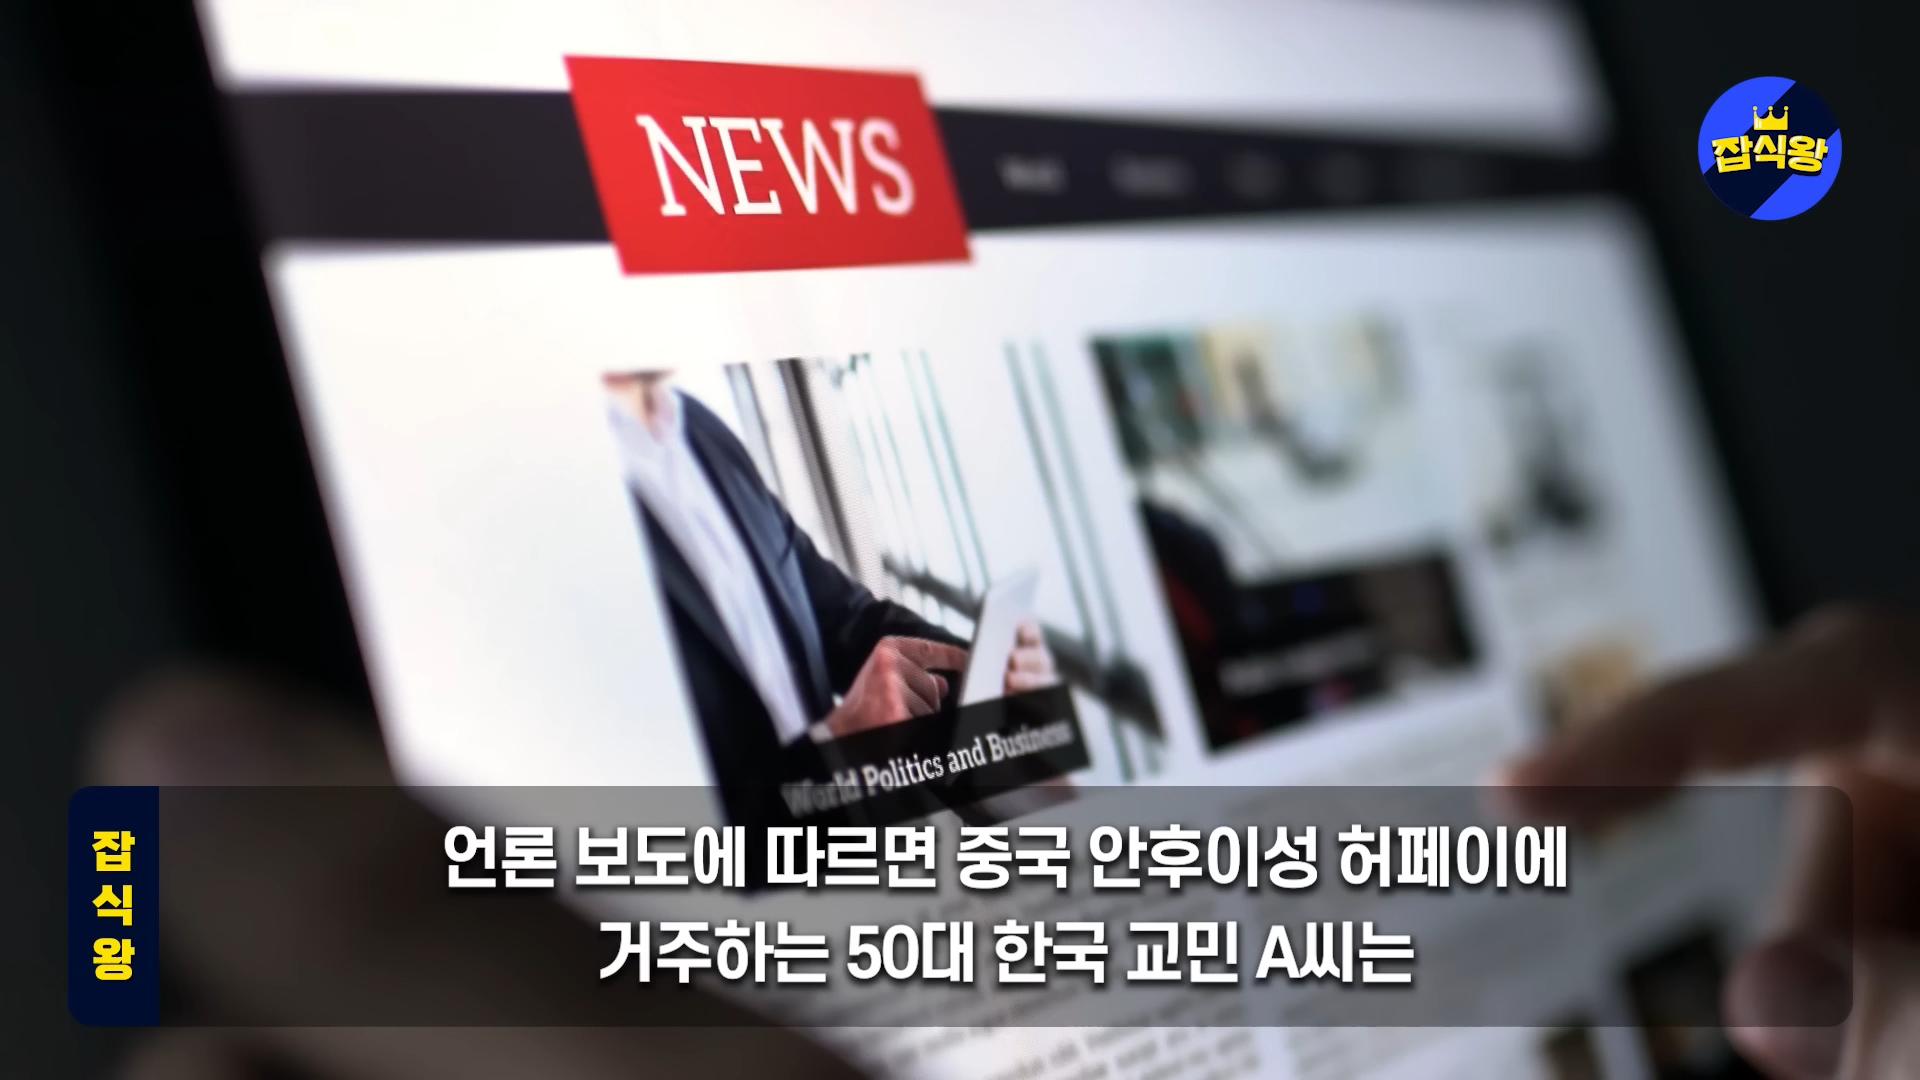 NEWS
잡식왕
World Politics and Business
잡식왕
언론 보도에 따르면 중국 안후이성 허페이에
거주하는 50대 한국 교민 A씨는